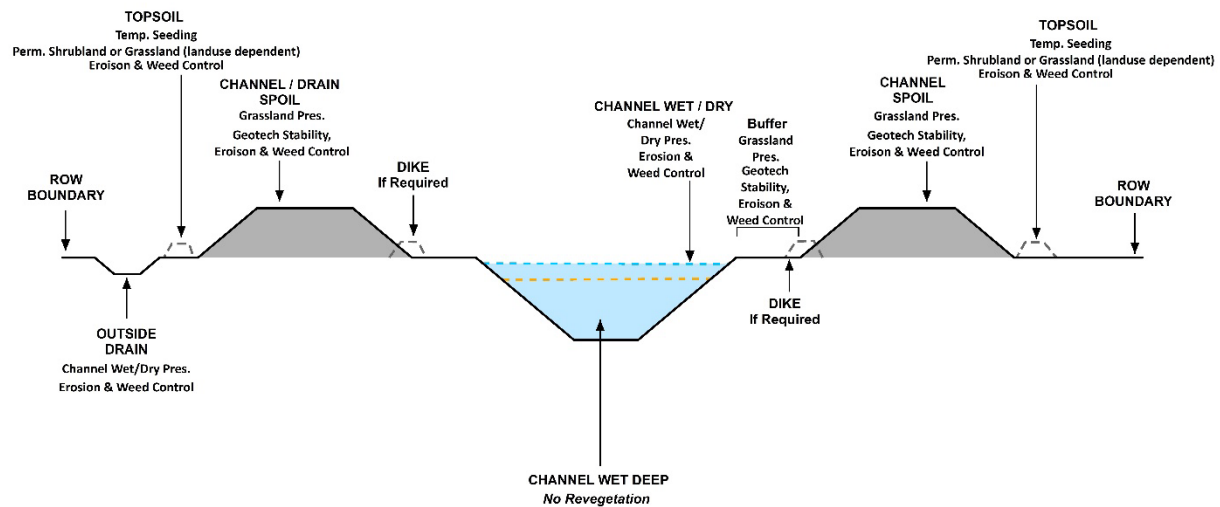 TOPSOIL
Temp. Seeding
Perm. Shrubland or Grassland (landuse dependent)
Eroison & Weed Control
CHANNEL / DRAIN
SPOIL
Grassland Pres.
Geotech Stability,
Eroison & Weed Control
ROW
BOUNDARY
DIKE
If Required
OUTSIDE
DRAIN
Channel Wet/Dry Pres.
Erosion & Weed Control
CHANNEL WET / DRY
Channel Wet/
Dry Pres.
Erosion &
Weed Control
Buffer
Grassland
Pres.
Geotech
Stability,
Eroison &
Weed Control
DIKE
If Required
CHANNEL WET DEEP
No Revegetation
CHANNEL
SPOIL
Grassland Pres.
Geotech Stability,
Eroison & Weed Control
TOPSOIL
Temp. Seeding
Perm. Shrubland or Grassland (landuse dependent)
Eroison & Weed Control
ROW
BOUNDARY